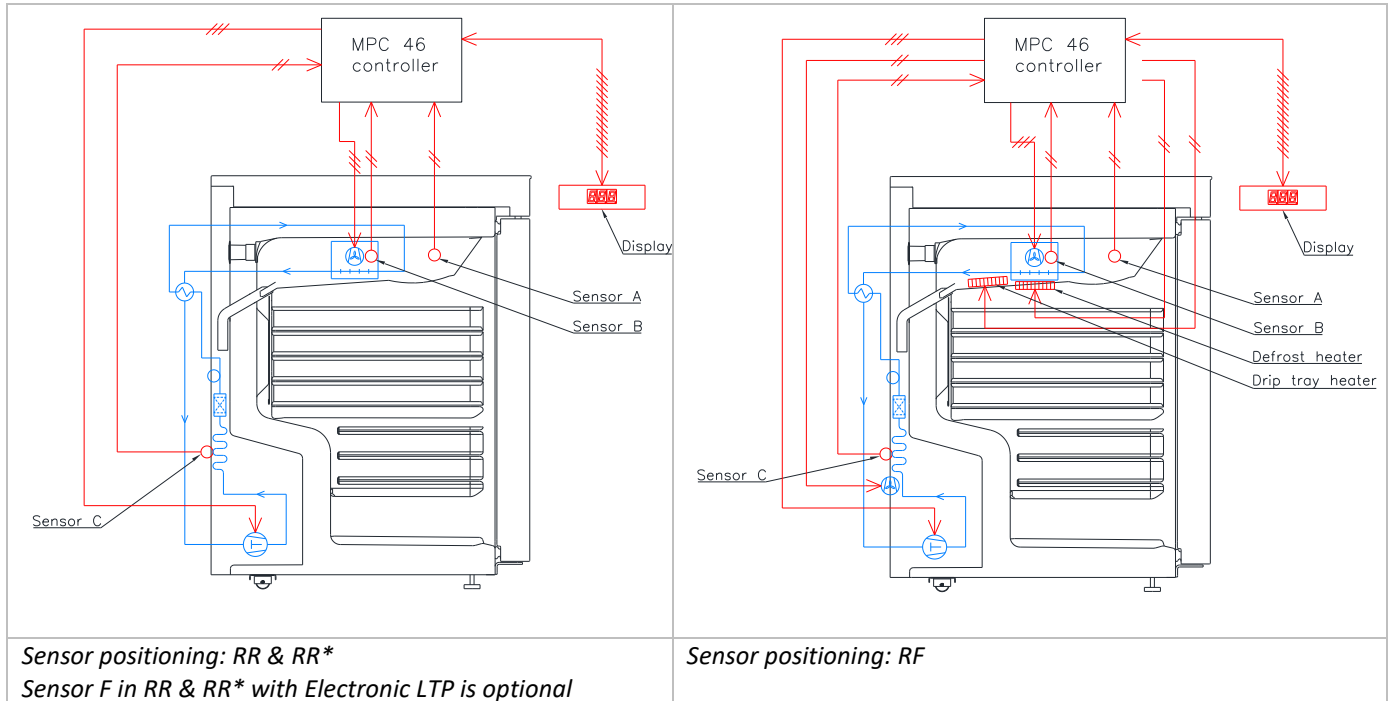 MPC 46
controller
Display
Sensor A
Sensor B
Sensor C
Sensor positioning: RR & RR*
Sensor F in RR & RR* with Electronic LTP is optional
MPC 46
controller
Display
Sensor A
Sensor B
Defrost heater
Drip tray heater
Sensor C
Sensor positioning: RF